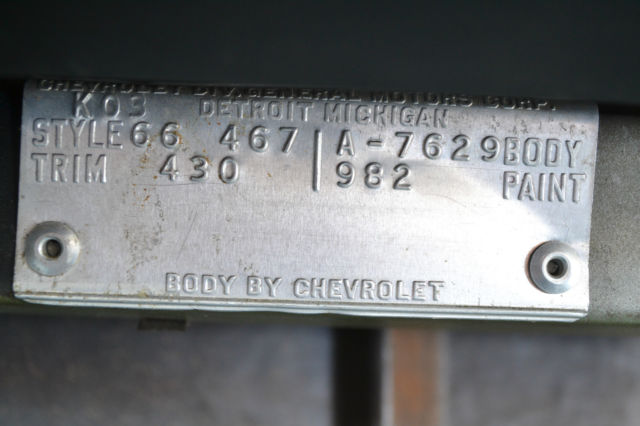 CHEVROLET DIV. GENERAL MOTORS CORP.
K03 DETROIT MICHIGAN
STYLE 66 467 A-7629 BODY
TRIM 430 982 PAINT
BODY BY CHEVROLET